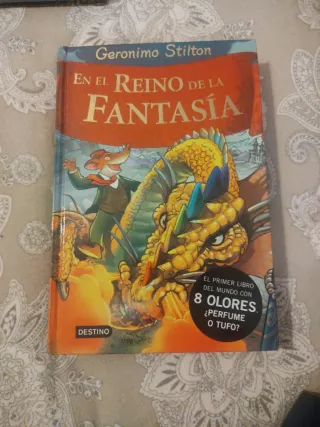 Geronimo Stilton
EN EL REINO DE LA
FANTASÍA
EL PRIMER LIBRO
DEL MUNDO CON
8 OLORES
¿PERFUME
O TUFO?
DESTINO